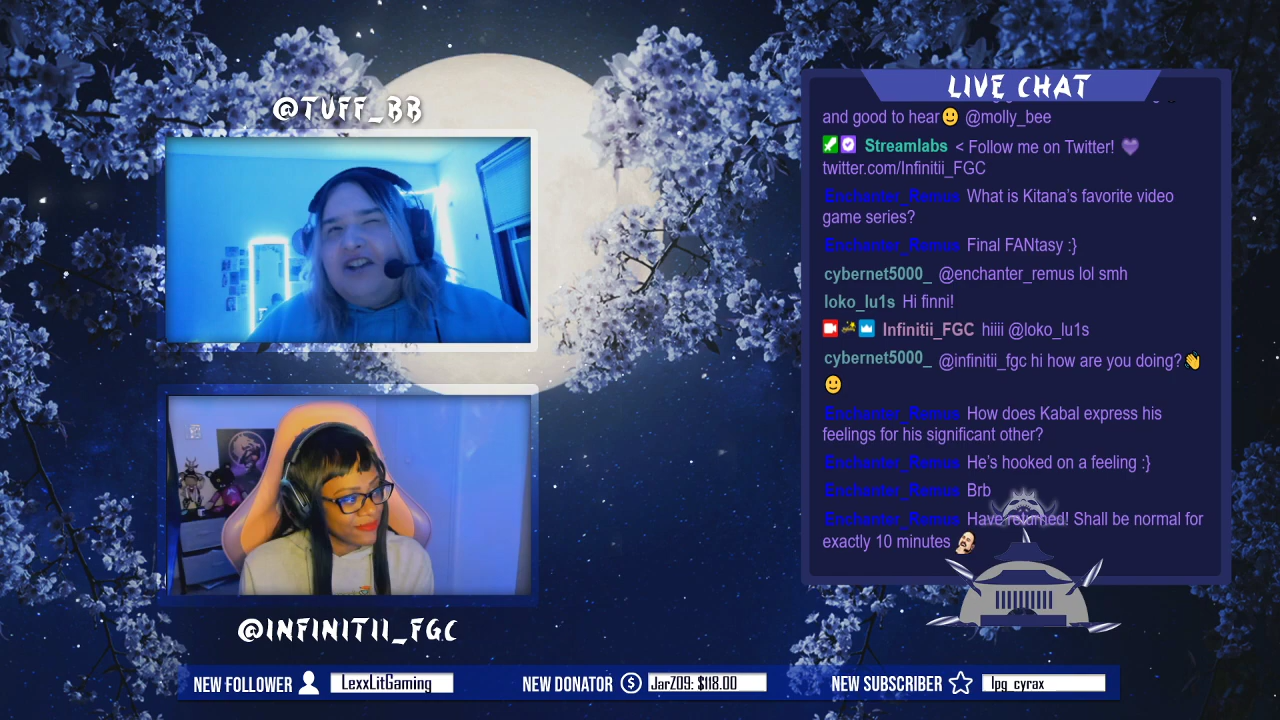 @TUFF_BB
@INFINITII_FGC
LIVE CHAT
and good to hear🙂 @molly_bee
Streamlabs < Follow me on Twitter! 💜
twitter.com/Infinitii_FGC
Enchanter_Remus What is Kitana's favorite video
game series?
Enchanter_Remus Final FANtasy :}
cybernet5000_ @enchanter_remus lol smh
loko_lu1s Hi finni!
Infinitii_FGC hiiii @loko_lu1s
cybernet5000_ @infinitii_fgc hi how are you doing?👋
🙂
Enchanter_Remus How does Kabal express his
feelings for his significant other?
Enchanter_Remus He's hooked on a feeling :}
Enchanter_Remus Brb
Enchanter_Remus Have returned! Shall be normal for
exactly 10 minutes
NEW FOLLOWER LexxLitGaming NEW DONATOR JarZ09: $118.00 NEW SUBSCRIBER lpg_cyrax